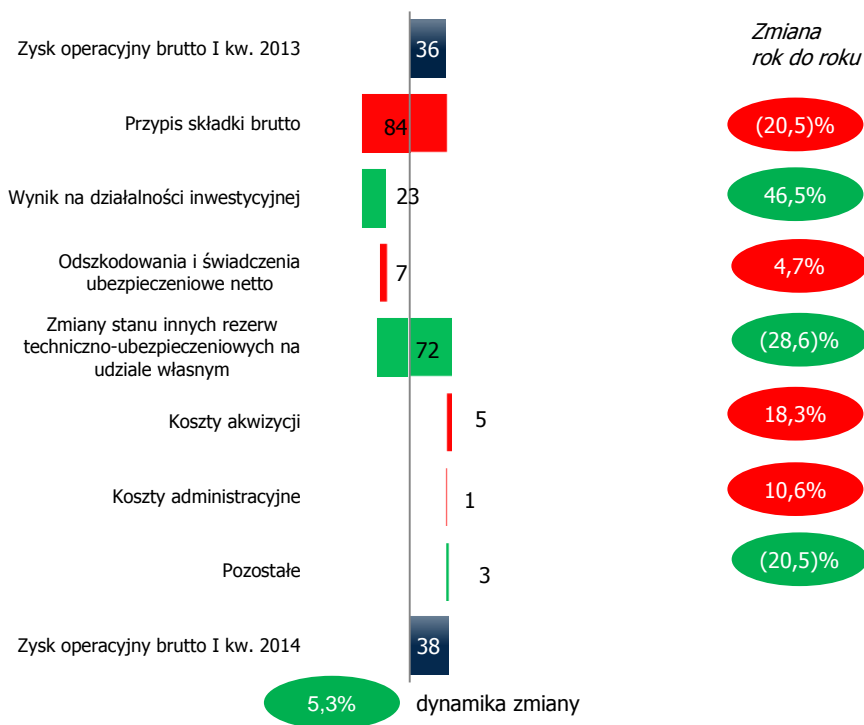 Zysk operacyjny brutto I kw. 2013
36
Zmiana
rok do roku
Przypis składki brutto
84
(20,5)%
Wynik na działalności inwestycyjnej
23
46,5%
Odszkodowania i świadczenia
ubezpieczeniowe netto
7
4,7%
Zmiany stanu innych rezerw
techniczno-ubezpieczeniowych na
udziale własnym
72
(28,6)%
Koszty akwizycji
5
18,3%
Koszty administracyjne
1
10,6%
Pozostałe
3
(20,5)%
Zysk operacyjny brutto I kw. 2014
38
5,3%
dynamika zmiany